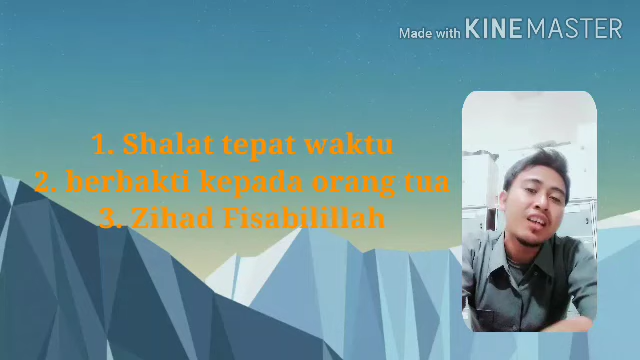 Made with KINEMASTER
1. Shalat tepat waktu
2. berbakti kepada orang tua
3. Zihad Fisabilillah